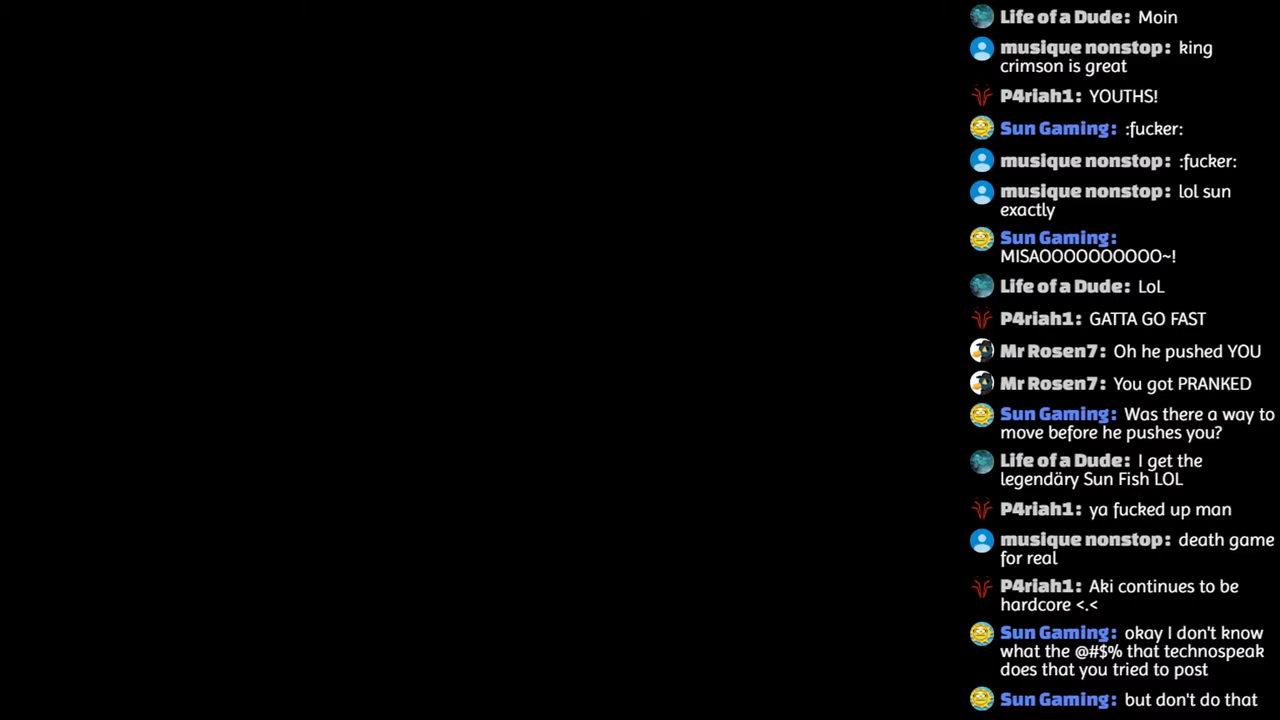 Life of a Dude: Moin
musique nonstop: king
crimson is great
P4riah1: YOUTHS!
Sun Gaming: :fucker:
musique nonstop: :fucker:
musique nonstop: lol sun
exactly
Sun Gaming:
MISAOOOOOOOOOO~!
Life of a Dude: LoL
P4riah1: GATTA GO FAST
Mr Rosen7: Oh he pushed YOU
Mr Rosen7: You got PRANKED
Sun Gaming: Was there a way to
move before he pushes you?
Life of a Dude: I get the
legendäry Sun Fish LOL
P4riah1: ya fucked up man
musique nonstop: death game
for real
P4riah1: Aki continues to be
hardcore <.<
Sun Gaming: okay I don't know
what the @#$% that technospeak
does that you tried to post
Sun Gaming: but don't do that